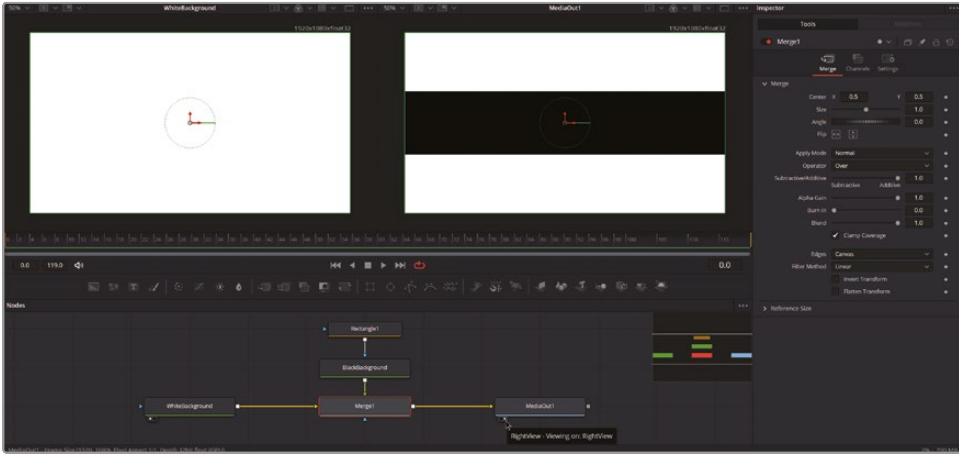 50% WhiteBackground 50% MediaOut1 Inspector
1920x1080xfloat32 1920x1080xfloat32
Tools
Merge1
Merge Channels Settings
Merge
Center X 0.5 Y 0.5
Size 1.0
Angle 0.0
Flip
Apply Mode Normal
Operator Over
Subtractive/Additive 1.0
Subtractive Additive
Alpha Gain 1.0
Burn In 0.0
Blend 1.0
Clamp Coverage
Edges Canvas
Filter Method Linear
Invert Transform
Flatten Transform
Reference Size
0.0 119.0 0.0
Nodes
Rectangle1
BlackBackground
WhiteBackground Merge1 MediaOut1
RightView - Viewing on: RightView